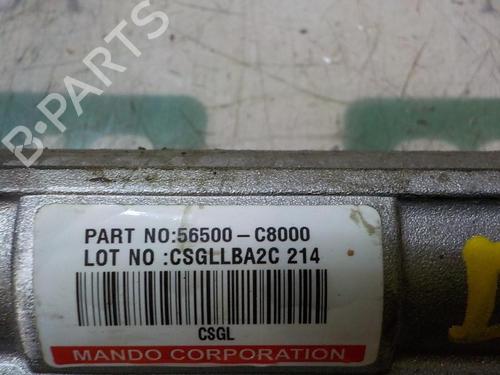 B-PARTS
PART NO:56500-C8000
LOT NO :CSGLLBA2C 214
CSGL
MANDO CORPORATION